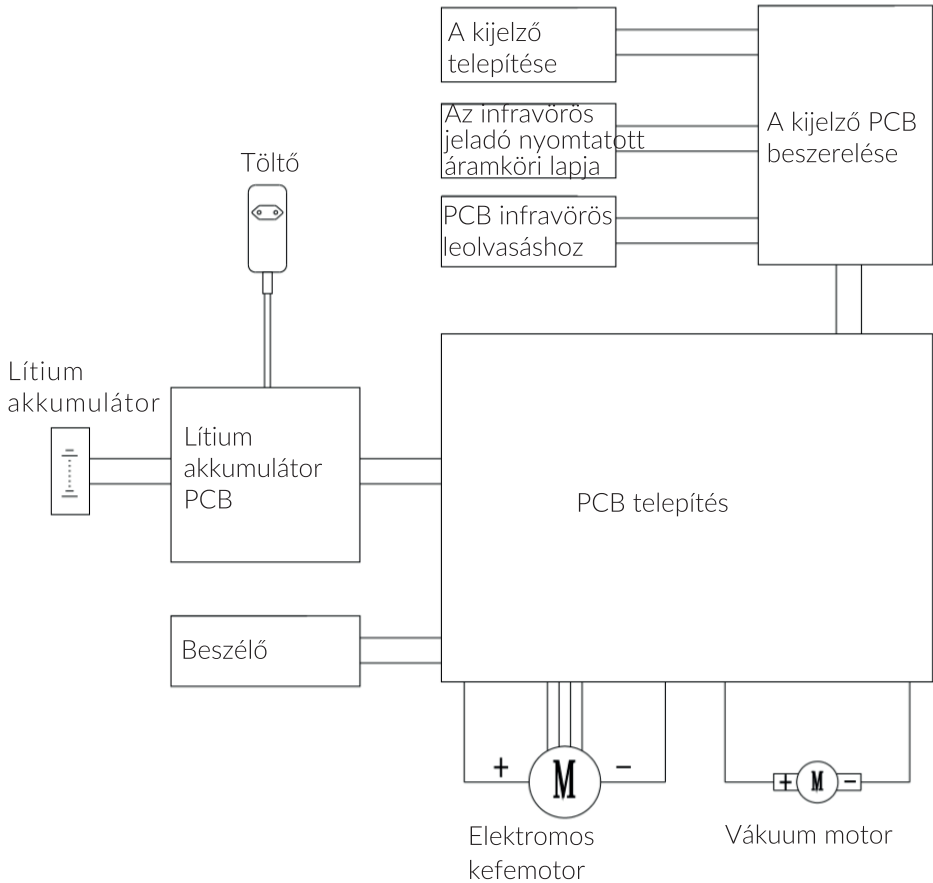 A kijelző
telepítése
Az infravörös
jeladó nyomtatott
áramköri lapja
PCB infravörös
leolvasáshoz
A kijelző PCB
beszerelése
Töltő
Lítium
akkumulátor
Lítium
akkumulátor
PCB
PCB telepítés
Beszélő
+ M −
+ M −
Elektromos
kefemotor
Vákuum motor